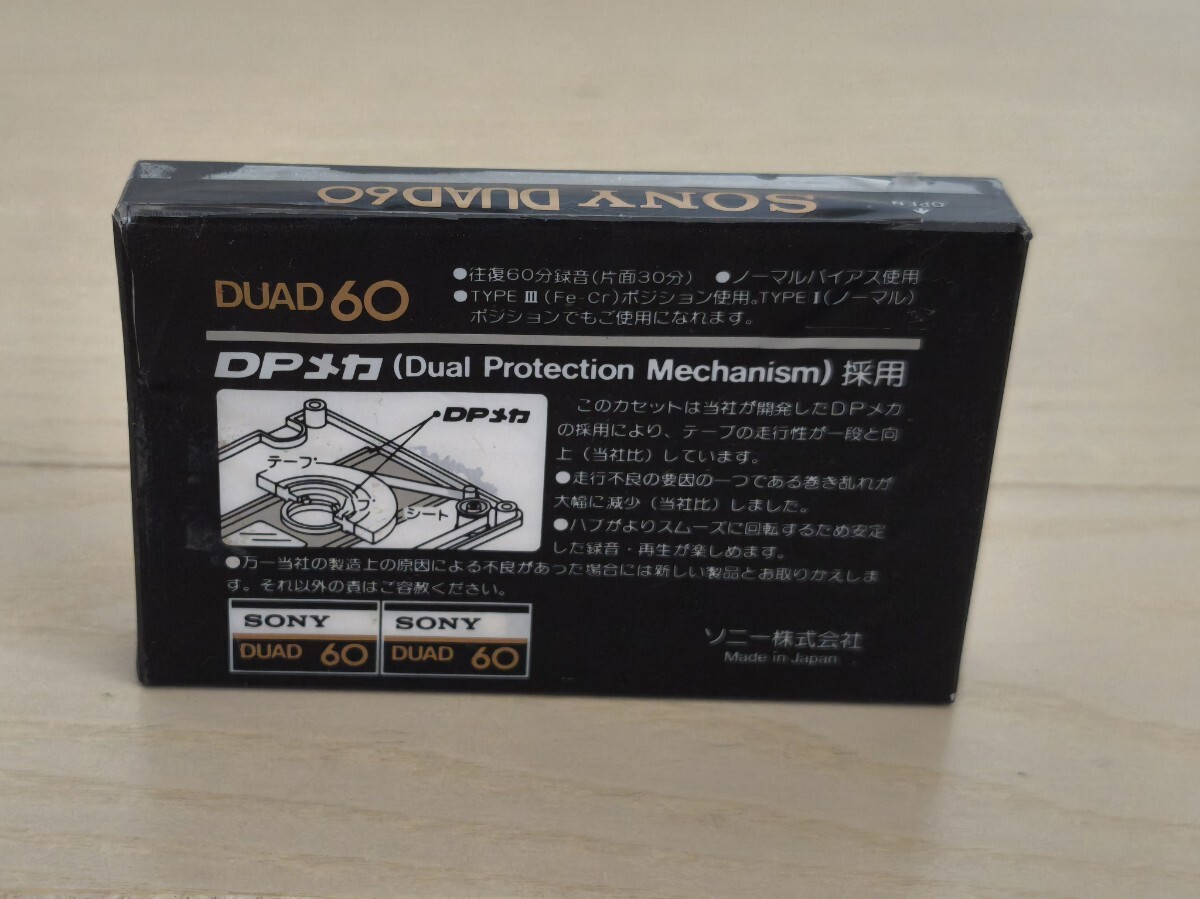 SONY DUAD60
OPEN
DUAD 60
●往復60分録音(片面30分) ●ノーマルバイアス使用
●TYPE III (Fe-Cr)ポジション使用。TYPE I(ノーマル)
ポジションでもご使用になれます。
DPメカ (Dual Protection Mechanism) 採用
DPメカ
テープ
シート
このカセットは当社が開発したDPメカ
の採用により、テープの走行性が一段と向
上(当社比)しています。
●走行不良の要因の一つである巻き乱れが
大幅に減少(当社比)しました。
●ハブがよりスムーズに回転するため安定
した録音・再生が楽しめます。
●万一当社の製造上の原因による不良があった場合には新しい製品とお取りかえしま
す。それ以外の責はご容赦ください。
SONY
DUAD 60
SONY
DUAD 60
ソニー株式会社
Made in Japan